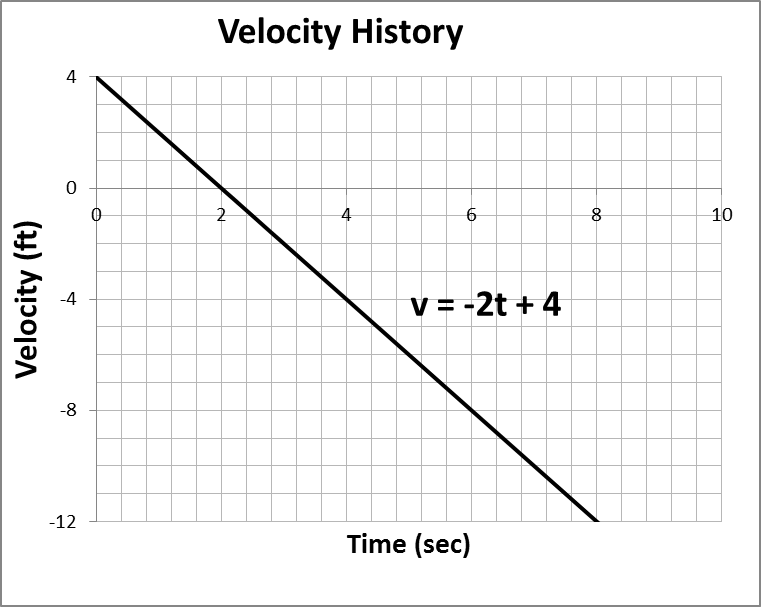 Velocity History
4
0
-4
-8
-12
0 2 4 6 8 10
Velocity (ft)
v = -2t + 4
Time (sec)